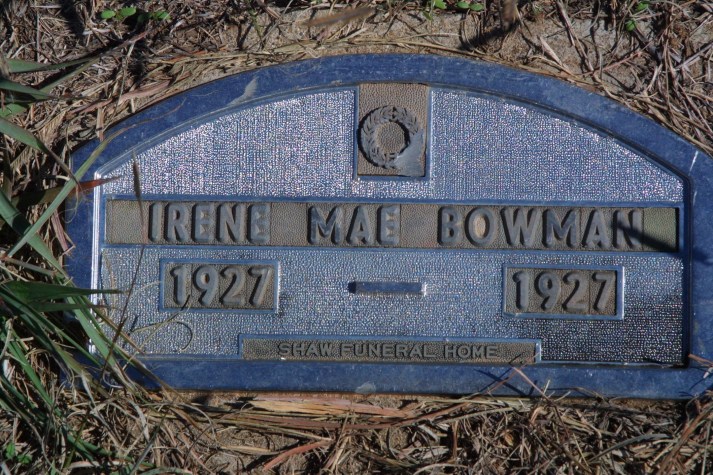 IRENE MAE BOWMAN
1927 – 1927
SHAW FUNERAL HOME